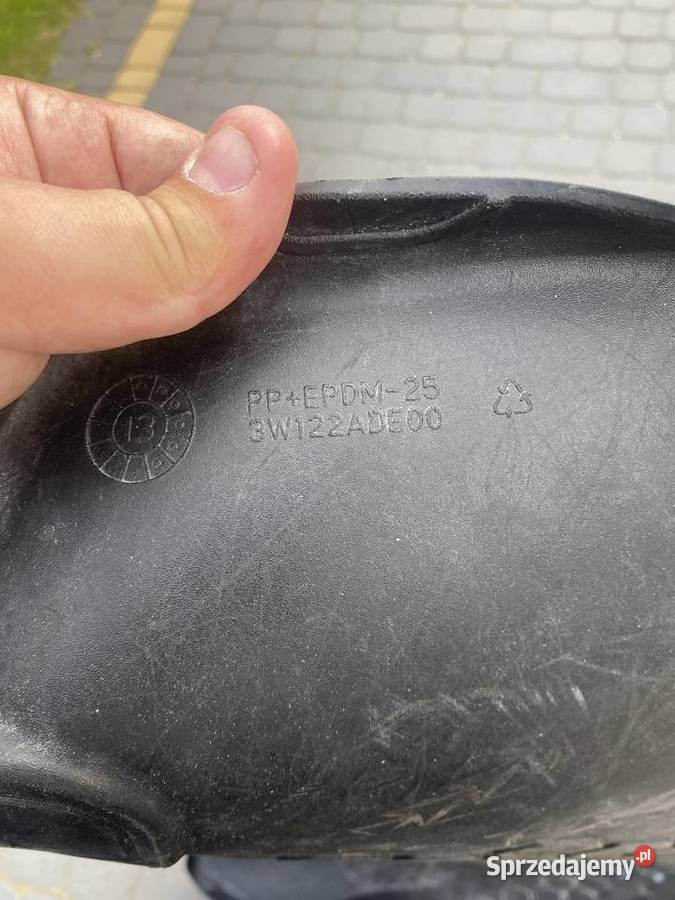 13
PP+EPDM-25
3W122ADE00
Sprzedajemy.pl